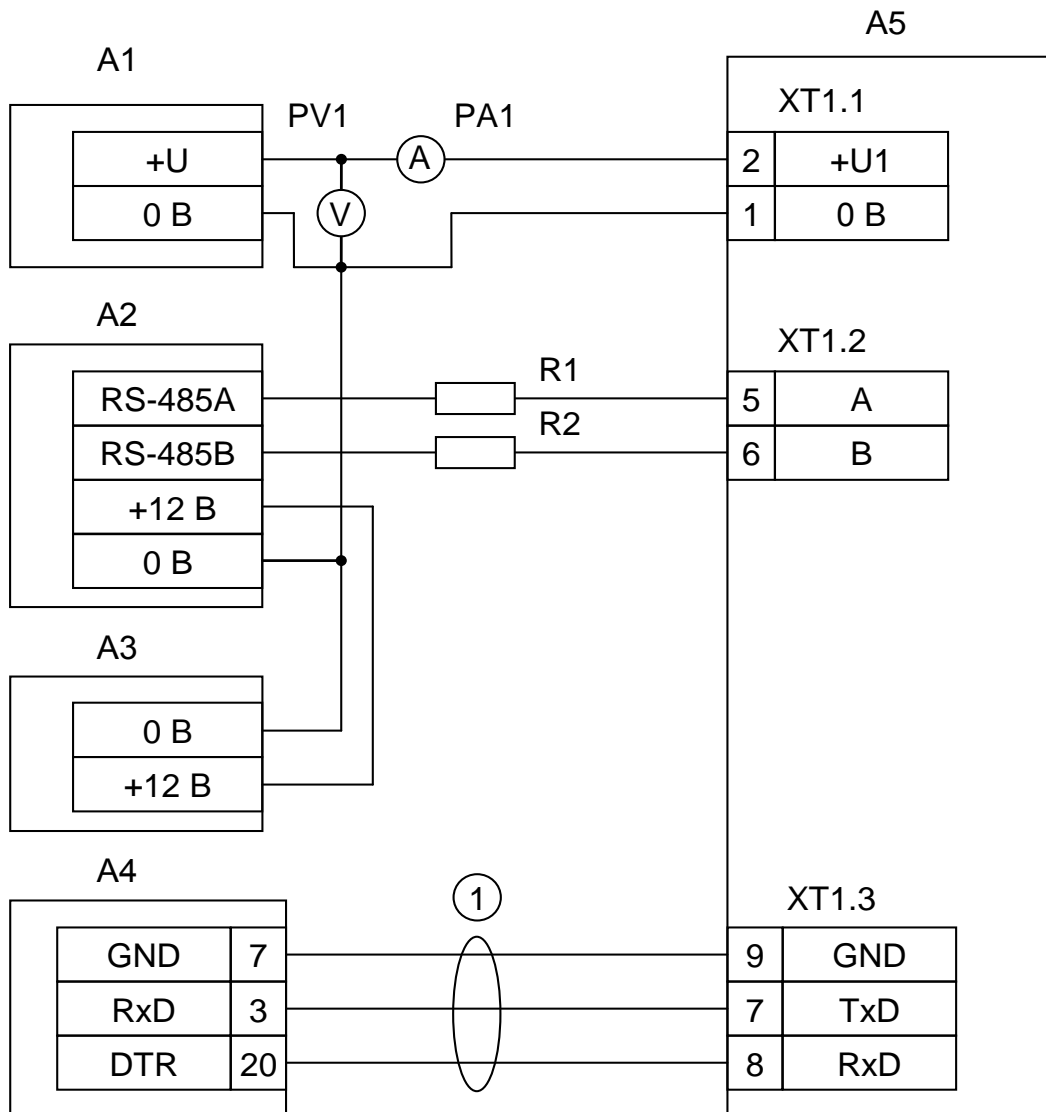 A5
A1
XT1.1
PV1 PA1
+U A 2 +U1
0 В V 1 0 В
A2
XT1.2
R1
RS-485A 5 A
R2
RS-485B 6 B
+12 В
0 В
A3
0 В
+12 В
A4
1 XT1.3
GND 7 9 GND
RxD 3 7 TxD
DTR 20 8 RxD